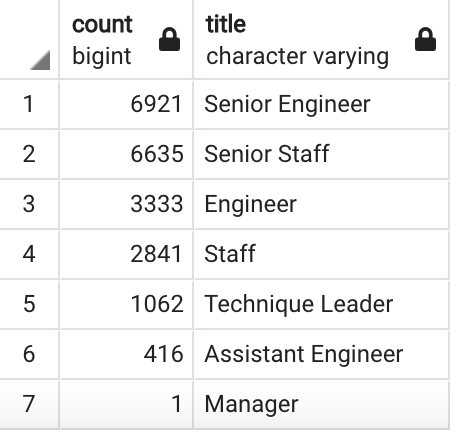 count title
bigint character varying
1 6921 Senior Engineer
2 6635 Senior Staff
3 3333 Engineer
4 2841 Staff
5 1062 Technique Leader
6 416 Assistant Engineer
7 1 Manager